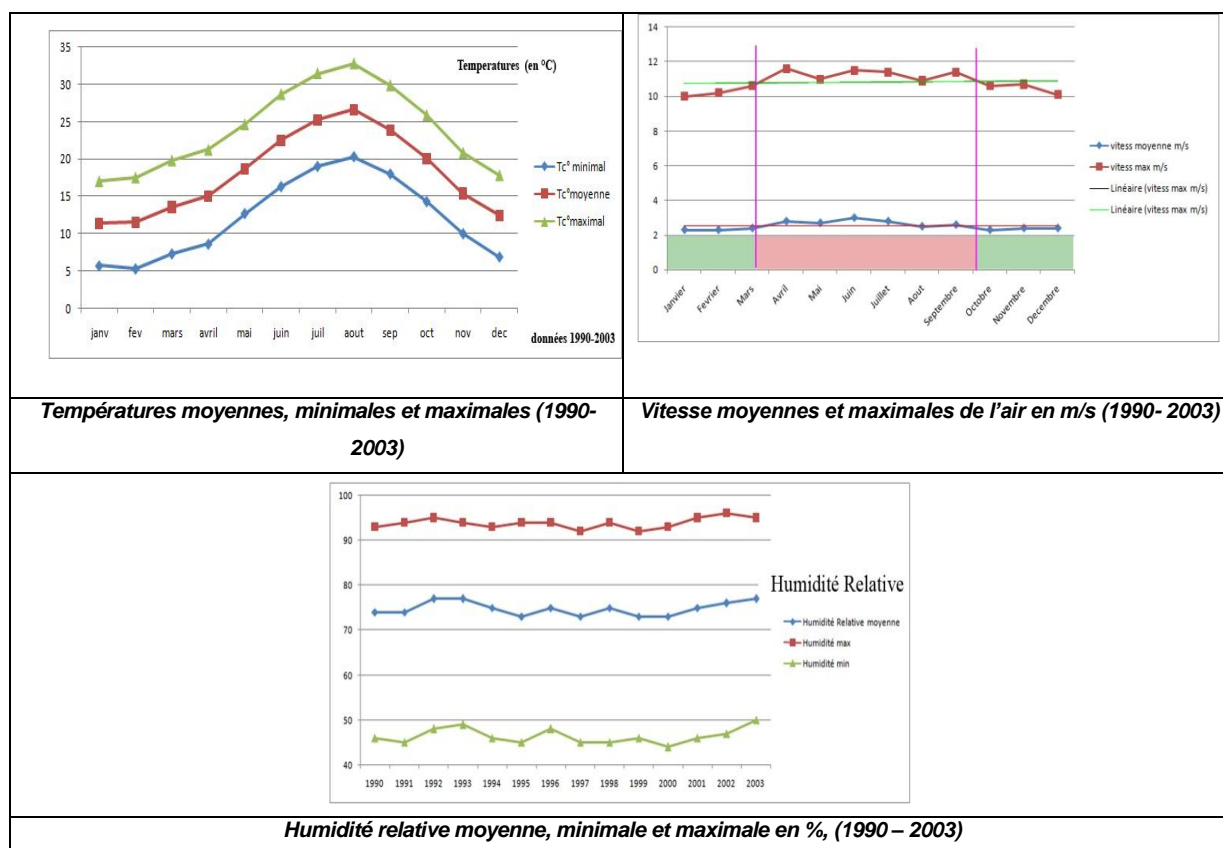 35
30
25
20
15
10
5
0
Temperatures (en °C)
janv fev mars avril mai juin juil aout sep oct nov dec
données 1990-2003
Tc° minimal
Tc°moyenne
Tc°maximal
14
12
10
8
6
4
2
0
Janvier Fevrier Mars Avril Mai Juin Juillet Aout Septembre Octobre Novembre Decembre
vitess moyenne m/s
vitess max m/s
Linéaire (vitess max m/s)
Linéaire (vitess max m/s)
Températures moyennes, minimales et maximales (1990-
2003)
Vitesse moyennes et maximales de l’air en m/s (1990- 2003)
100
90
80
70
60
50
40
1990 1991 1992 1993 1994 1995 1996 1997 1998 1999 2000 2001 2002 2003
Humidité Relative
Humidité Relative moyenne
Humidité max
Humidité min
Humidité relative moyenne, minimale et maximale en %, (1990 – 2003)